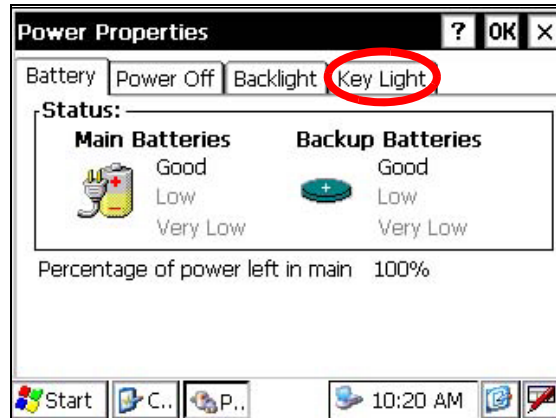 Power Properties ? OK ×
Battery Power Off Backlight Key Light
Status:
Main Batteries Backup Batteries
Good Good
Low Low
Very Low Very Low
Percentage of power left in main 100%
Start C.. P.. 10:20 AM